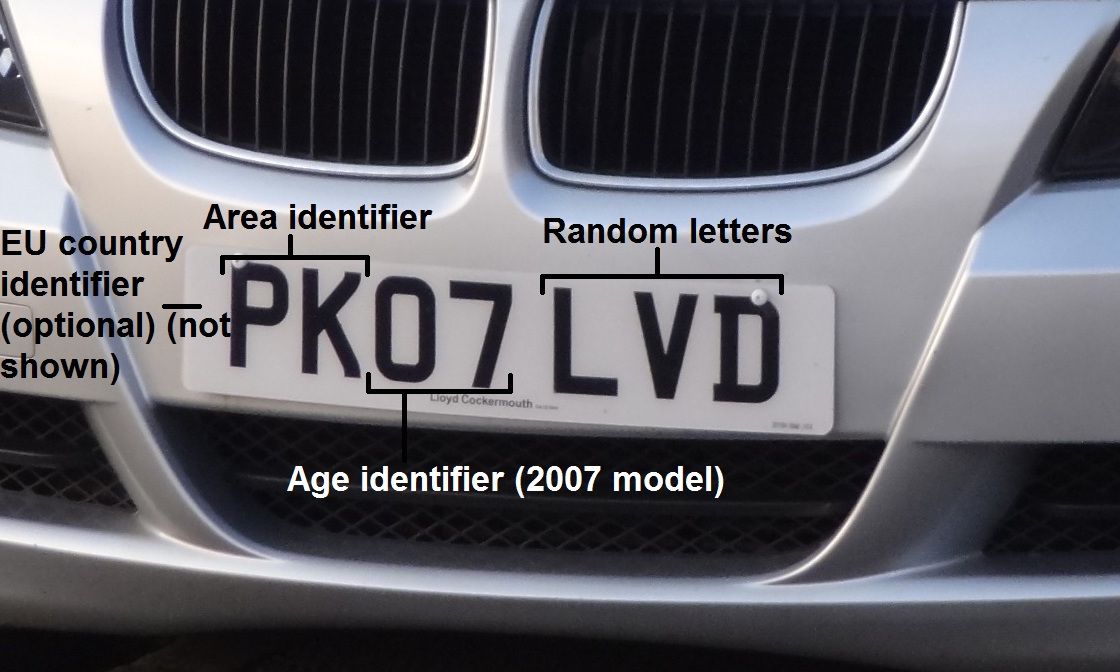 Area identifier
Random letters
EU country
identifier
(optional) (not
shown)
PK07 LVD
Lloyd Cockermouth
Age identifier (2007 model)